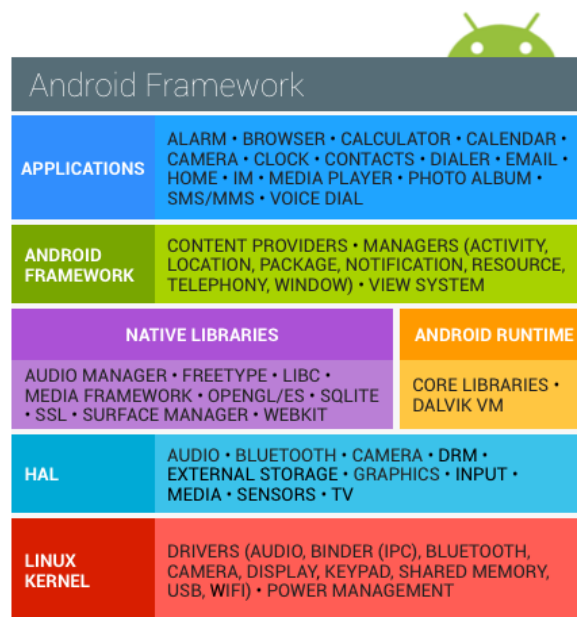 Android Framework
APPLICATIONS
ALARM • BROWSER • CALCULATOR • CALENDAR •
CAMERA • CLOCK • CONTACTS • DIALER • EMAIL •
HOME • IM • MEDIA PLAYER • PHOTO ALBUM •
SMS/MMS • VOICE DIAL
ANDROID
FRAMEWORK
CONTENT PROVIDERS • MANAGERS (ACTIVITY,
LOCATION, PACKAGE, NOTIFICATION, RESOURCE,
TELEPHONY, WINDOW) • VIEW SYSTEM
NATIVE LIBRARIES
AUDIO MANAGER • FREETYPE • LIBC •
MEDIA FRAMEWORK • OPENGL/ES • SQLITE
• SSL • SURFACE MANAGER • WEBKIT
ANDROID RUNTIME
CORE LIBRARIES •
DALVIK VM
HAL
AUDIO • BLUETOOTH • CAMERA • DRM •
EXTERNAL STORAGE • GRAPHICS • INPUT •
MEDIA • SENSORS • TV
LINUX
KERNEL
DRIVERS (AUDIO, BINDER (IPC), BLUETOOTH,
CAMERA, DISPLAY, KEYPAD, SHARED MEMORY,
USB, WIFI) • POWER MANAGEMENT